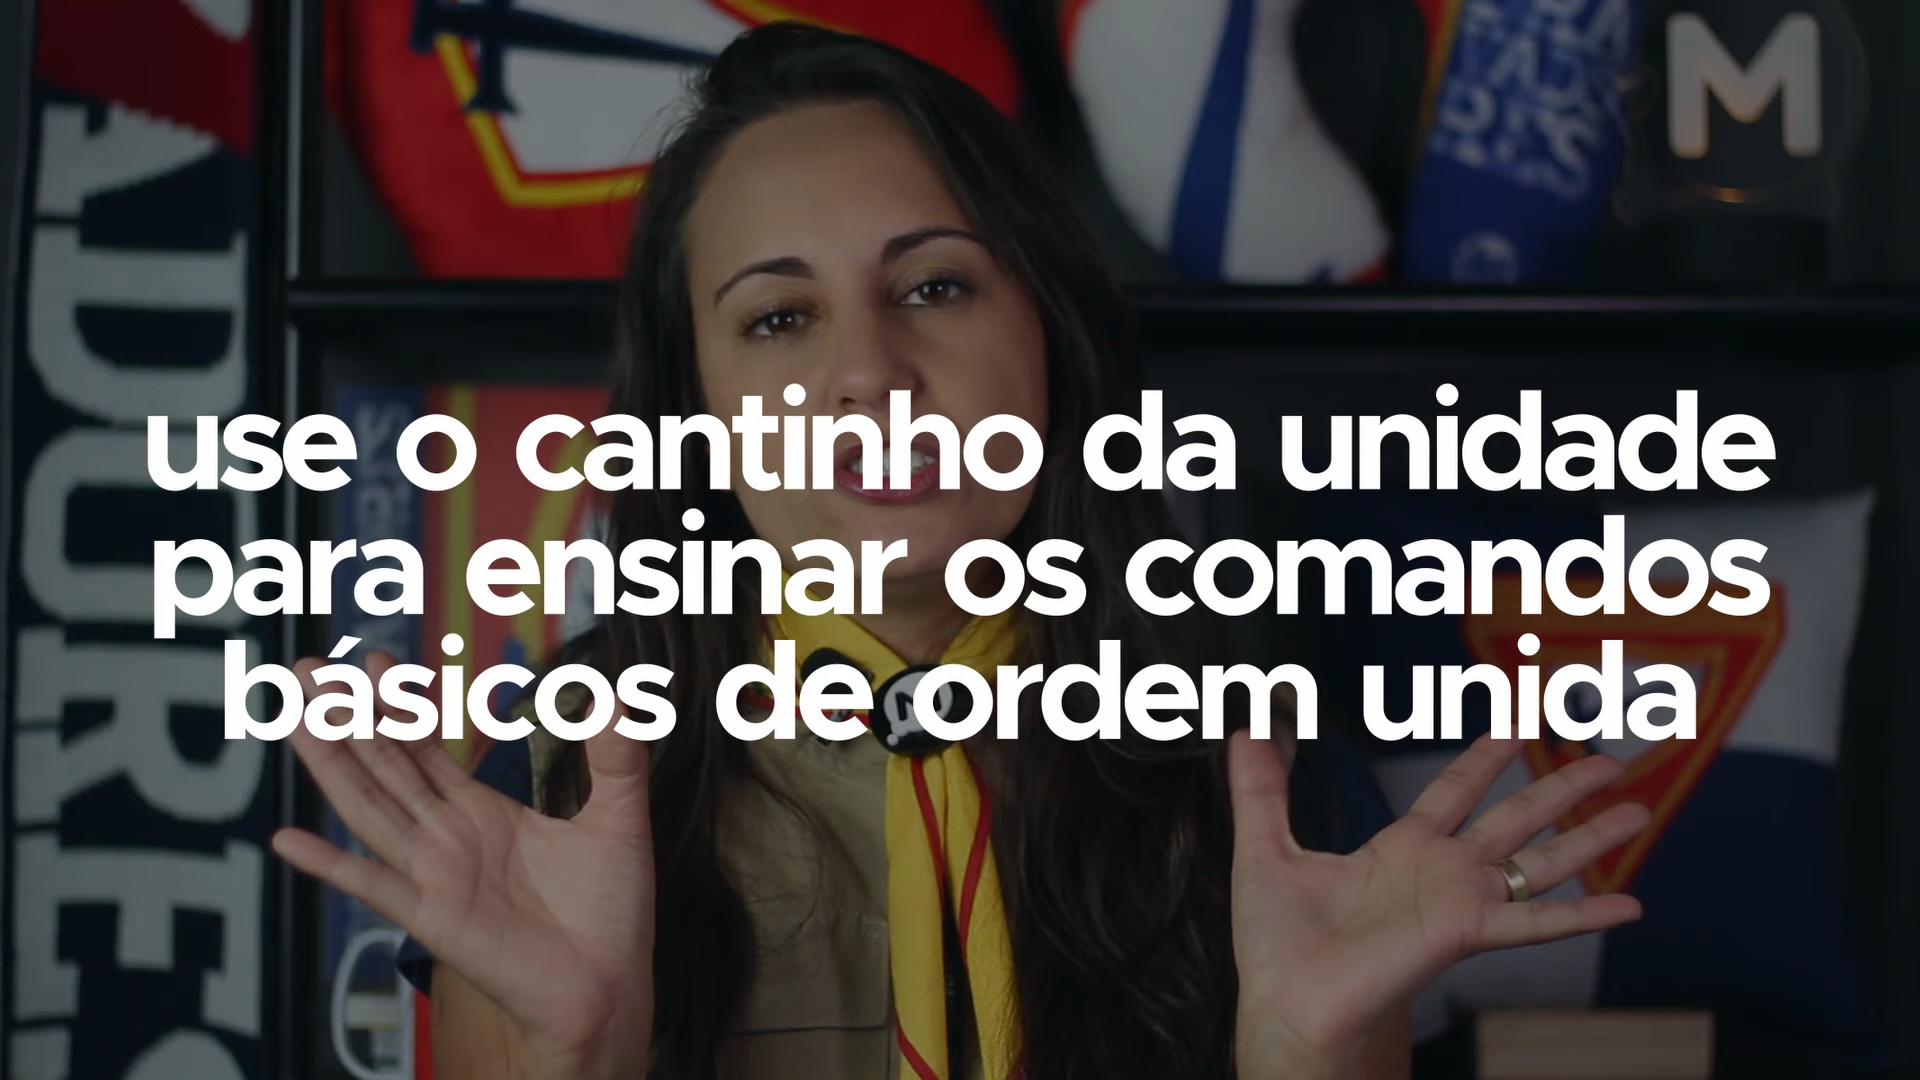 M
use o cantinho da unidade
para ensinar os comandos
básicos de ordem unida